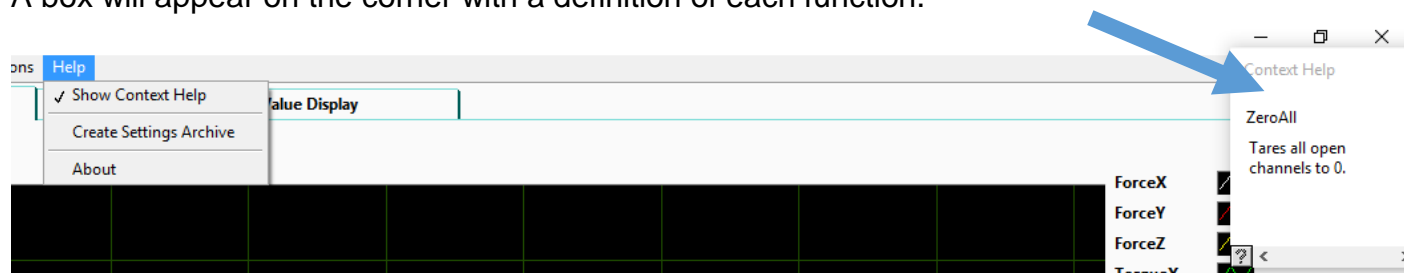 A box will appear on the corner with a definition of each function.
ons Help
Context Help
✓ Show Context Help
Value Display
ZeroAll
Create Settings Archive
Tares all open
channels to 0.
About
ForceX
ForceY
ForceZ
? <
TorqueX